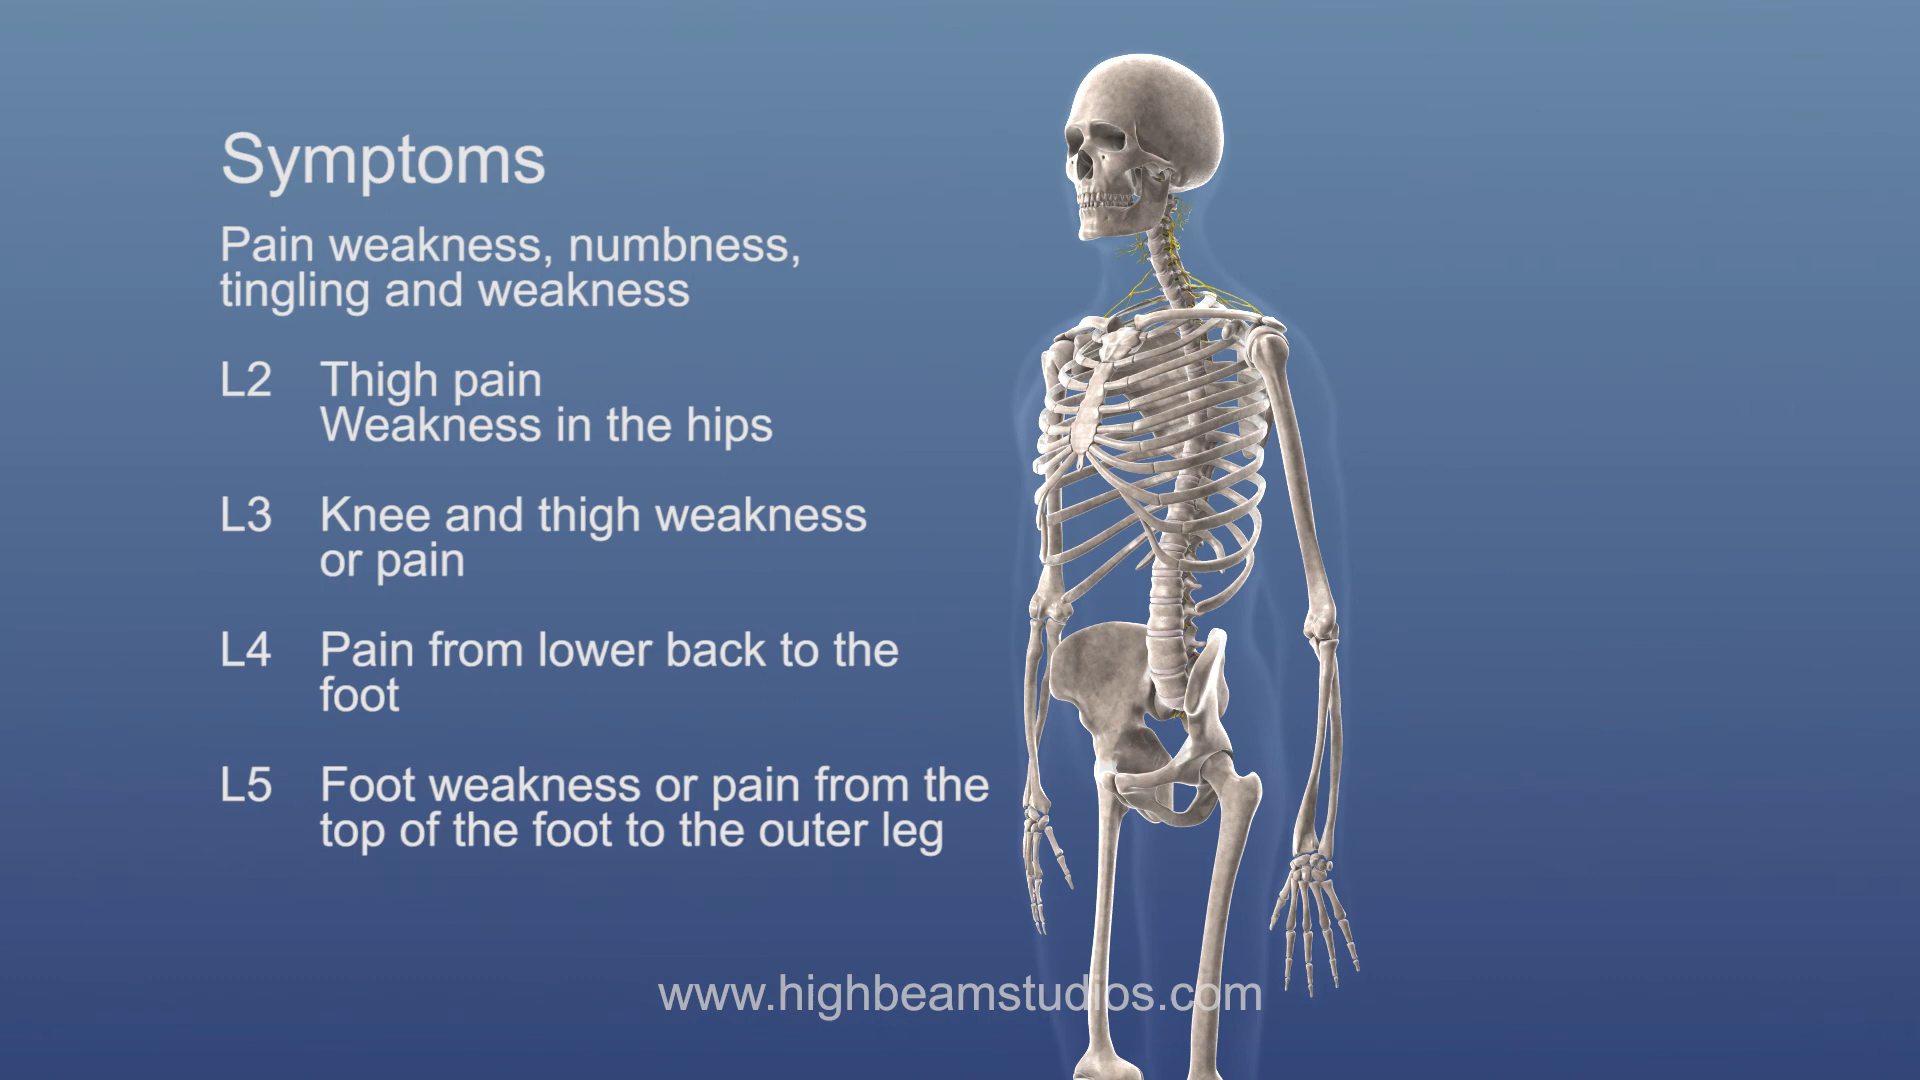 Symptoms
Pain weakness, numbness,
tingling and weakness
L2 Thigh pain
Weakness in the hips
L3 Knee and thigh weakness
or pain
L4 Pain from lower back to the
foot
L5 Foot weakness or pain from the
top of the foot to the outer leg
www.highbeamstudios.com